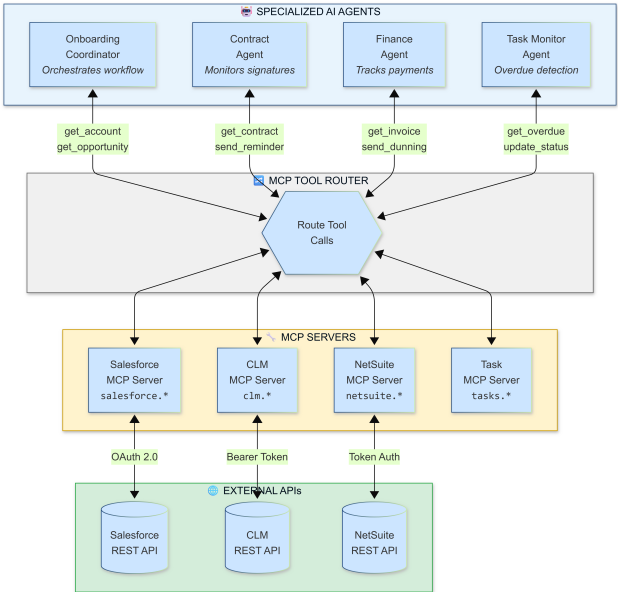 SPECIALIZED AI AGENTS
Onboarding
Coordinator
Orchestrates workflow
Contract
Agent
Monitors signatures
Finance
Agent
Tracks payments
Task Monitor
Agent
Overdue detection
get_account
get_opportunity
get_contract
send_reminder
get_invoice
send_dunning
get_overdue
update_status
MCP TOOL ROUTER
Route Tool
Calls
MCP SERVERS
Salesforce
MCP Server
salesforce.*
CLM
MCP Server
clm.*
NetSuite
MCP Server
netsuite.*
Task
MCP Server
tasks.*
OAuth 2.0
Bearer Token
Token Auth
EXTERNAL APIs
Salesforce
REST API
CLM
REST API
NetSuite
REST API